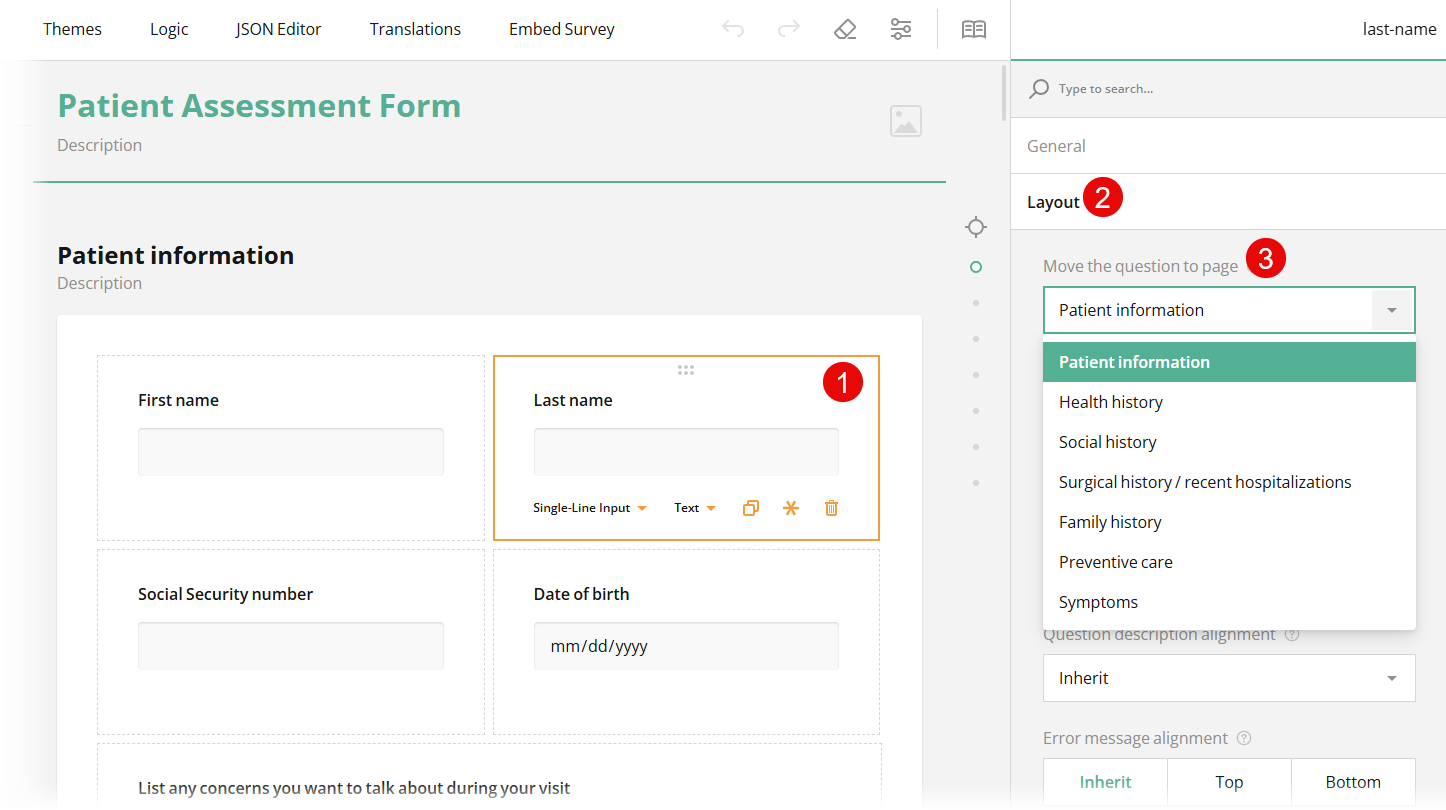 Themes Logic JSON Editor Translations Embed Survey
last-name
Patient Assessment Form
Description
Patient information
Description
First name
Last name
1
Single-Line Input Text
Social Security number
Date of birth
mm/dd/yyyy
List any concerns you want to talk about during your visit
Type to search...
General
Layout 2
Move the question to page 3
Patient information
Patient information
Health history
Social history
Surgical history / recent hospitalizations
Family history
Preventive care
Symptoms
Question description alignment ?
Inherit
Error message alignment ?
Inherit Top Bottom